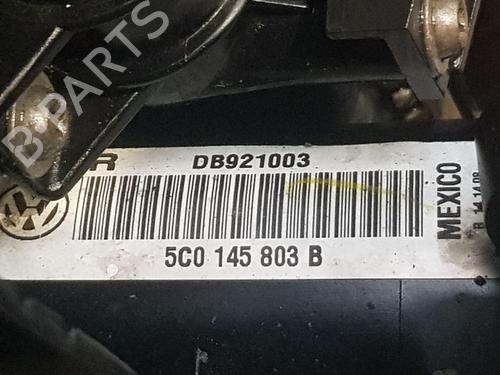 B-PARTS
R DB921003
5C0 145 803 B
MEXICO